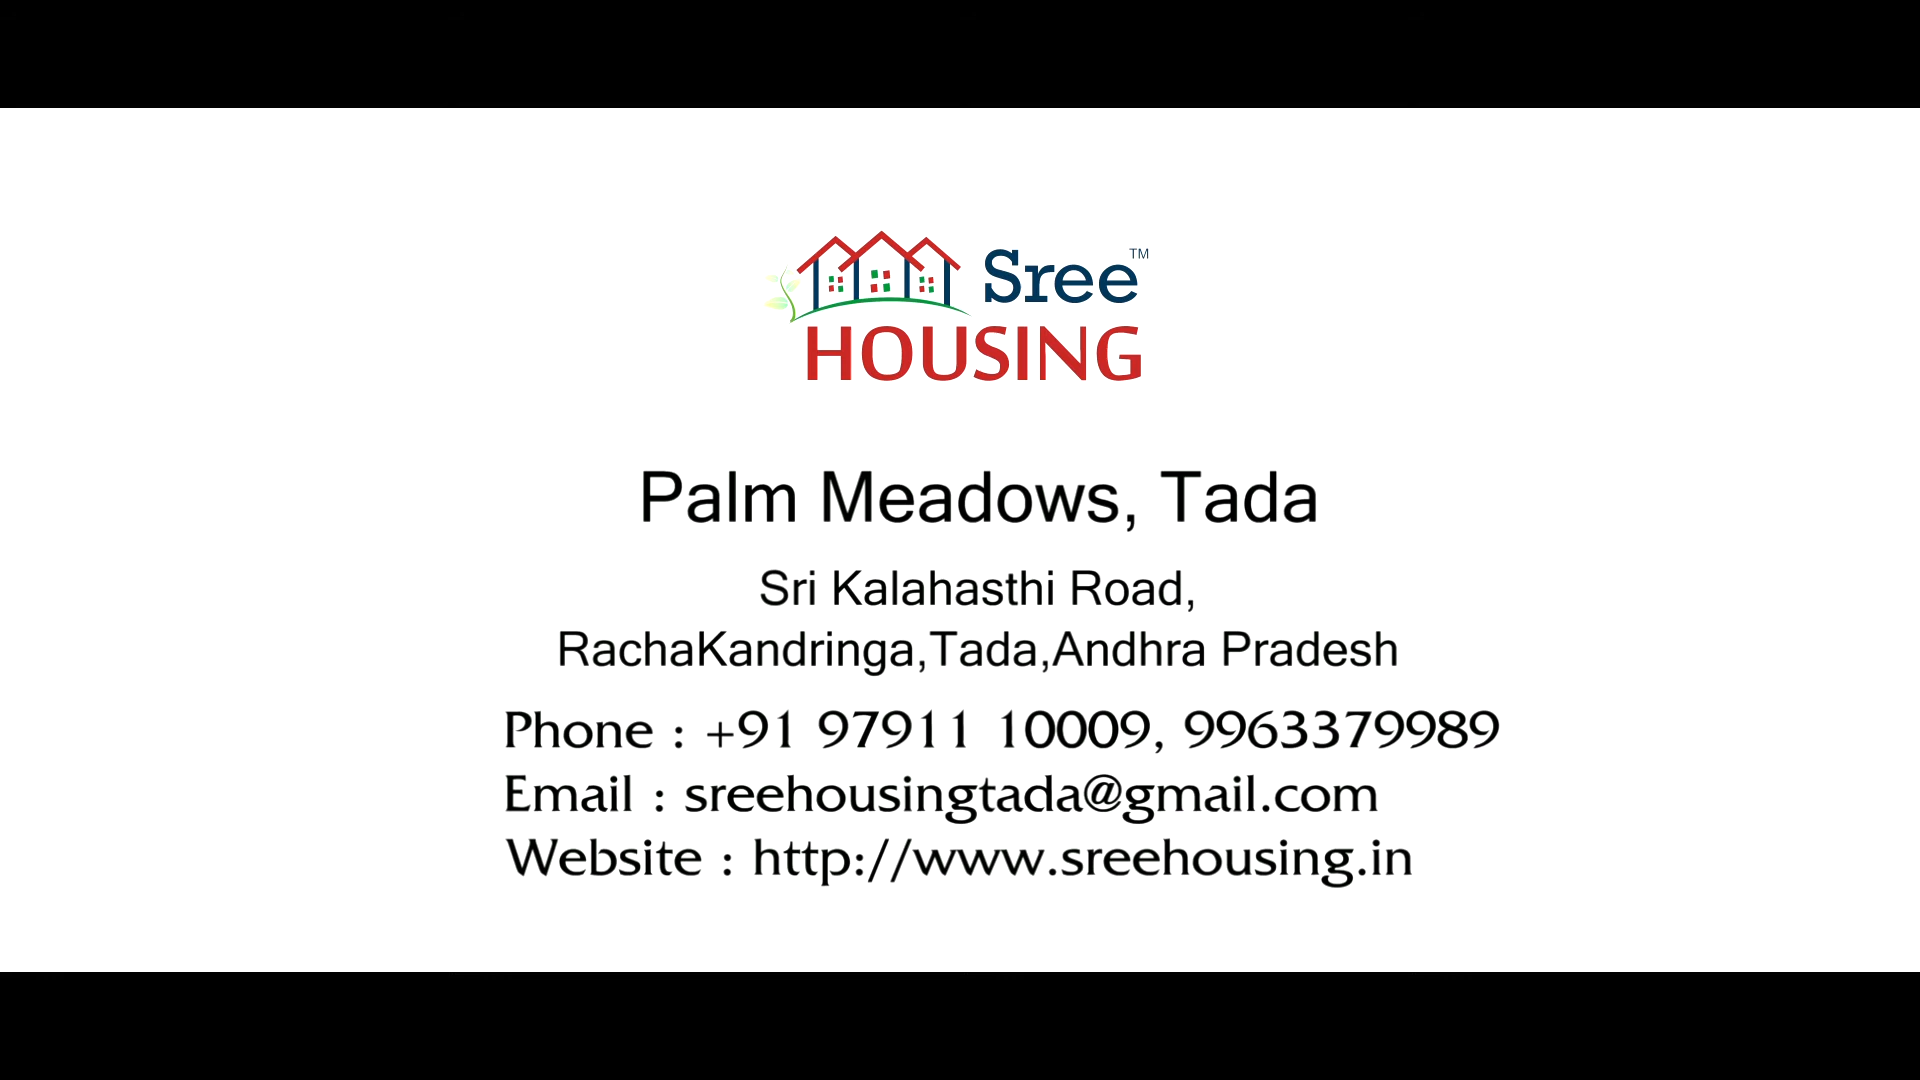 Sree™
HOUSING
Palm Meadows, Tada
Sri Kalahasthi Road,
RachaKandringa,Tada,Andhra Pradesh
Phone : +91 97911 10009, 9963379989
Email : sreehousingtada@gmail.com
Website : http://www.sreehousing.in